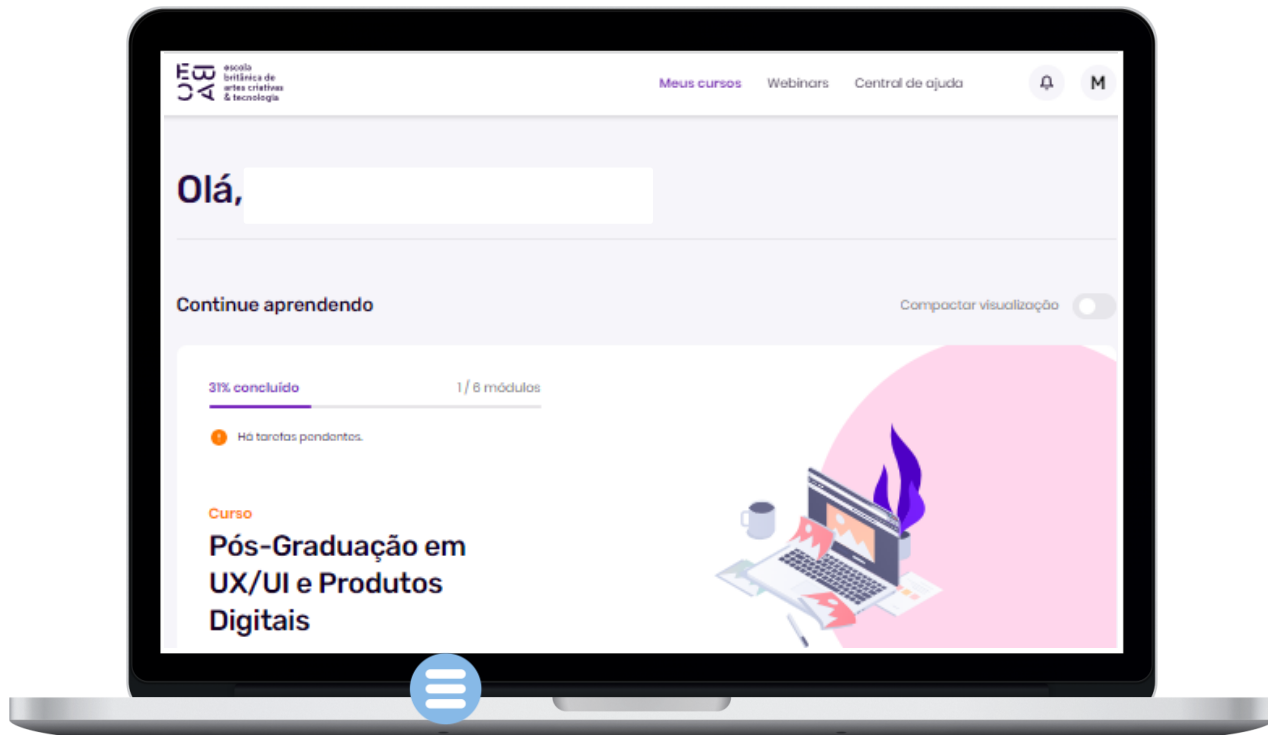 EBAC
escola
britânica de
artes criativas
& tecnologia
Meus cursos Webinars Central de ajuda M
Olá,
Continue aprendendo Compactar visualização
31% concluído 1 / 6 módulos
Há tarefas pendentes.
Curso
Pós-Graduação em
UX/UI e Produtos
Digitais